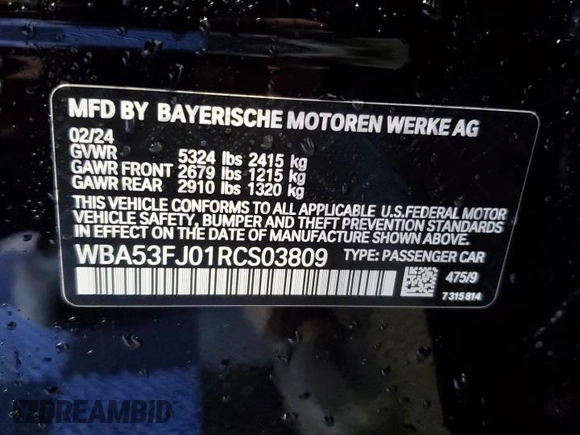 MFD BY BAYERISCHE MOTOREN WERKE AG
02/24
GVWR 5324 lbs 2415 kg
GAWR FRONT 2679 lbs 1215 kg
GAWR REAR 2910 lbs 1320 kg
THIS VEHICLE CONFORMS TO ALL APPLICABLE U.S.FEDERAL MOTOR
VEHICLE SAFETY, BUMPER AND THEFT PREVENTION STANDARDS
IN EFFECT ON THE DATE OF MANUFACTURE SHOWN ABOVE.
WBA53FJ01RCS03809 TYPE: PASSENGER CAR
475/9
7 315 814
DREAMBID